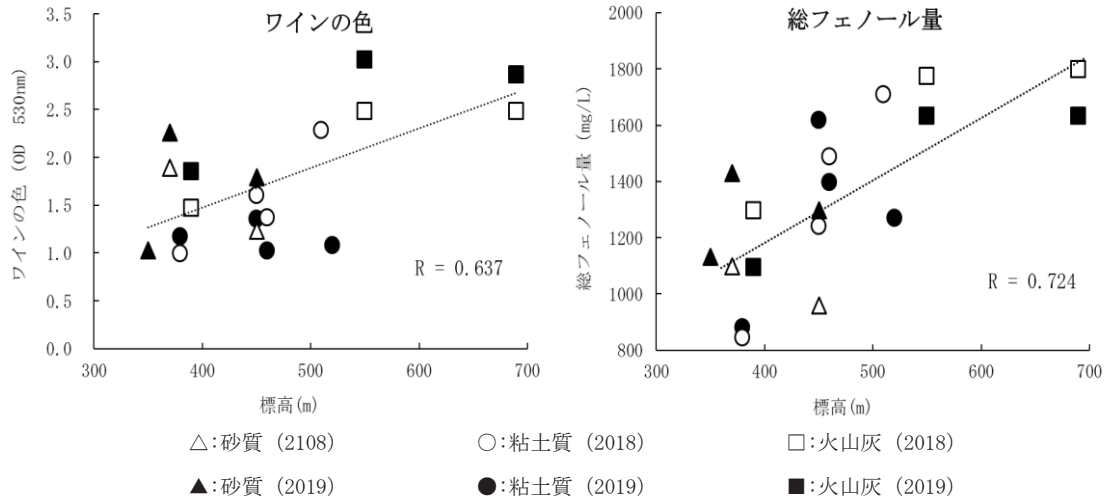 ワインの色
3.5
3.0
2.5
2.0
1.5
1.0
0.5
0.0
ワインの色 (OD 530nm)
R = 0.637
300 400 500 600 700
標高(m)
総フェノール量
2000
1800
1600
1400
1200
1000
800
総フェノール量 (mg/L)
R = 0.724
300 400 500 600 700
標高(m)
△:砂質 (2108) ○:粘土質 (2018) □:火山灰 (2018)
▲:砂質 (2019) ●:粘土質 (2019) ■:火山灰 (2019)